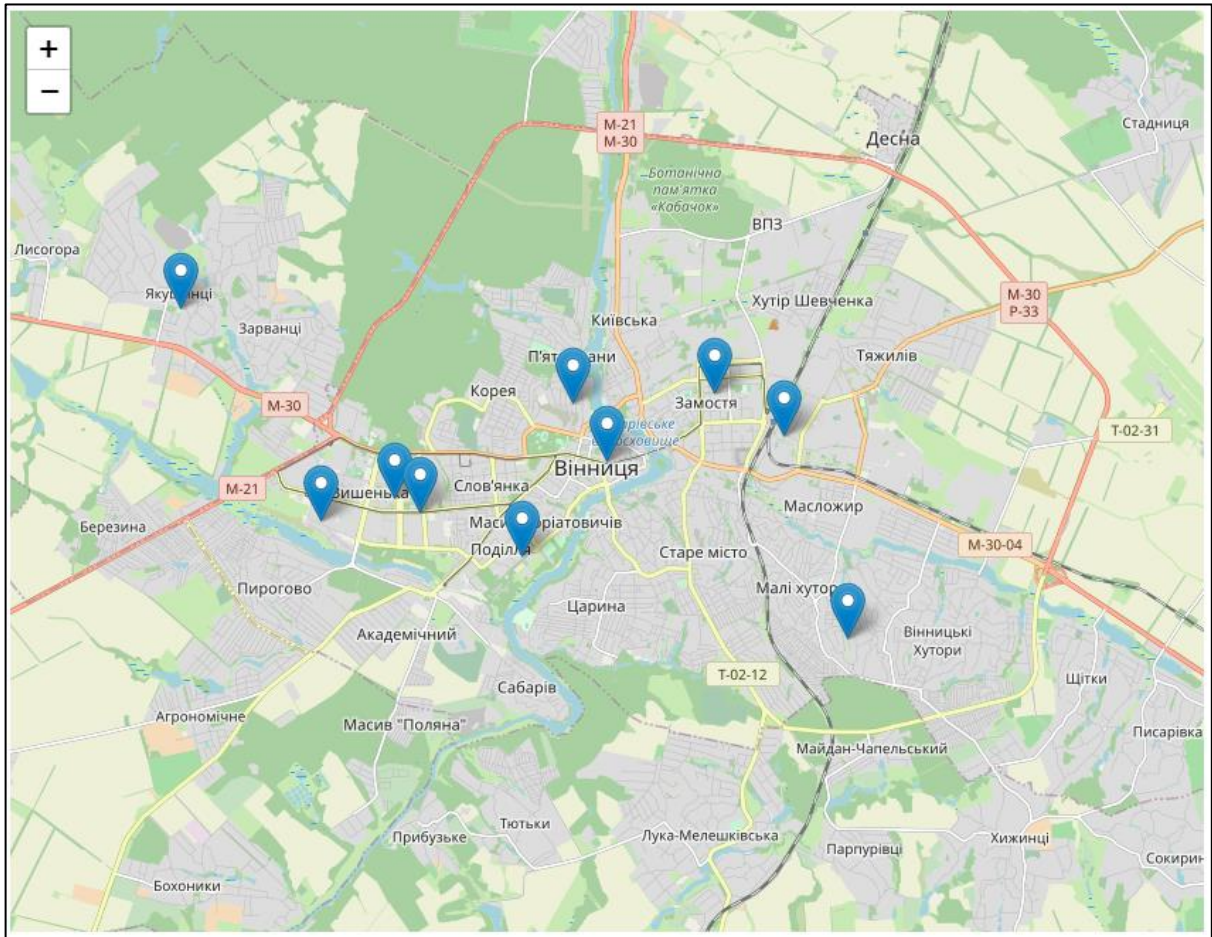 +
−
М-21
М-30
Десна
Стадниця
Ботанічна
пам'ятка
«Кабачок»
ВПЗ
Лисогора
Зарванці
Київська
Хутір Шевченка
М-30
Р-33
Тяжилів
Корея
Замостя
М-30
Т-02-31
Вінниця
М-21
Слов'янка
Березина
Масложир
Поділля
Старе місто
М-30-04
Пирогово
Царина
Академічний
Вінницькі
Хутори
Т-02-12
Щітки
Сабарів
Агрономічне
Масив "Поляна"
Писарівка
Майдан-Чапельський
Прибузьке
Тютьки
Лука-Мелешківська
Парпурівці
Хижинці
Сокирин
Бохоники